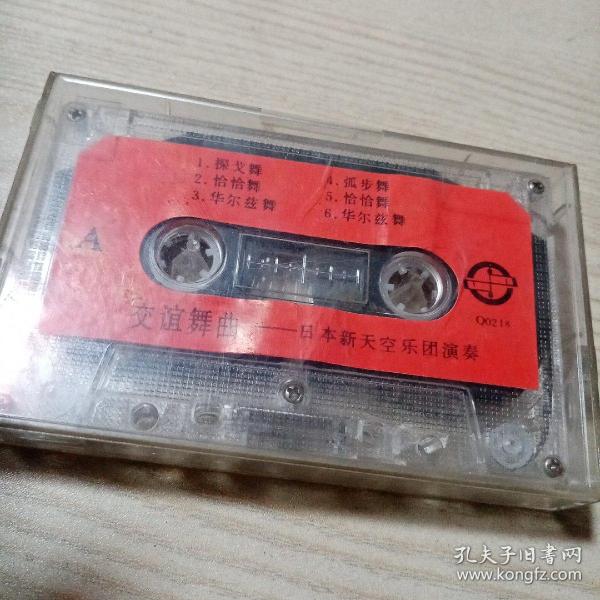 1.探戈舞
2.恰恰舞
3.华尔兹舞
4.弧步舞
5.恰恰舞
6.华尔兹舞
A
Q0218
交谊舞曲——日本新天空乐团演奏
孔夫子旧书网
www.kongfz.com